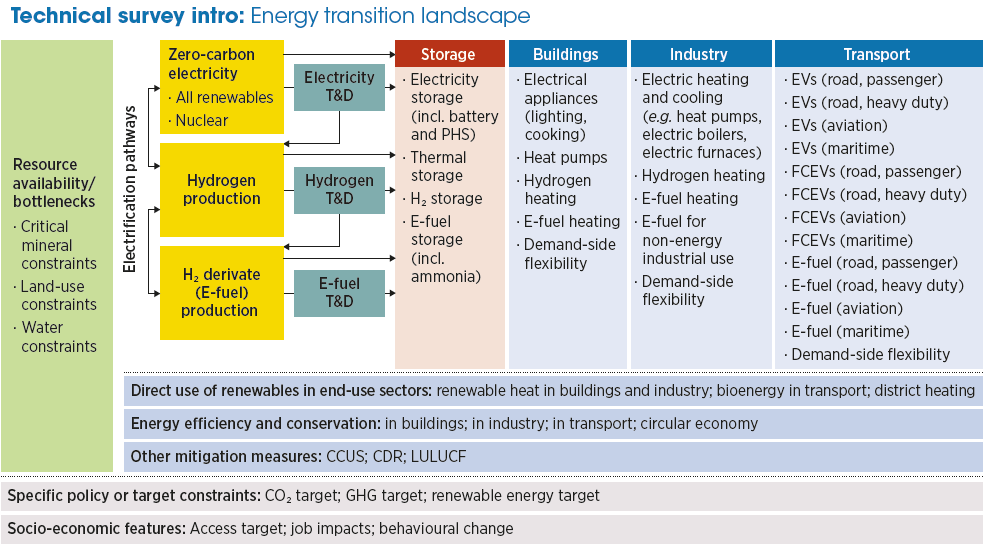 Technical survey intro: Energy transition landscape
Resource
availability/
bottlenecks
· Critical
mineral
constraints
· Land-use
constraints
· Water
constraints
Electrification pathways
Zero-carbon
electricity
· All renewables
· Nuclear
Electricity
T&D
Hydrogen
production
Hydrogen
T&D
H₂ derivate
(E-fuel)
production
E-fuel
T&D
Storage
· Electricity
storage
(incl. battery
and PHS)
· Thermal
storage
· H₂ storage
· E-fuel
storage
(incl.
ammonia)
Buildings
· Electrical
appliances
(lighting,
cooking)
· Heat pumps
· Hydrogen
heating
· E-fuel heating
· Demand-side
flexibility
Industry
· Electric heating
and cooling
(e.g. heat pumps,
electric boilers,
electric furnaces)
· Hydrogen heating
· E-fuel heating
· E-fuel for
non-energy
industrial use
· Demand-side
flexibility
Transport
· EVs (road, passenger)
· EVs (road, heavy duty)
· EVs (aviation)
· EVs (maritime)
· FCEVs (road, passenger)
· FCEVs (road, heavy duty)
· FCEVs (aviation)
· FCEVs (maritime)
· E-fuel (road, passenger)
· E-fuel (road, heavy duty)
· E-fuel (aviation)
· E-fuel (maritime)
· Demand-side flexibility
Direct use of renewables in end-use sectors: renewable heat in buildings and industry; bioenergy in transport; district heating
Energy efficiency and conservation: in buildings; in industry; in transport; circular economy
Other mitigation measures: CCUS; CDR; LULUCF
Specific policy or target constraints: CO₂ target; GHG target; renewable energy target
Socio-economic features: Access target; job impacts; behavioural change